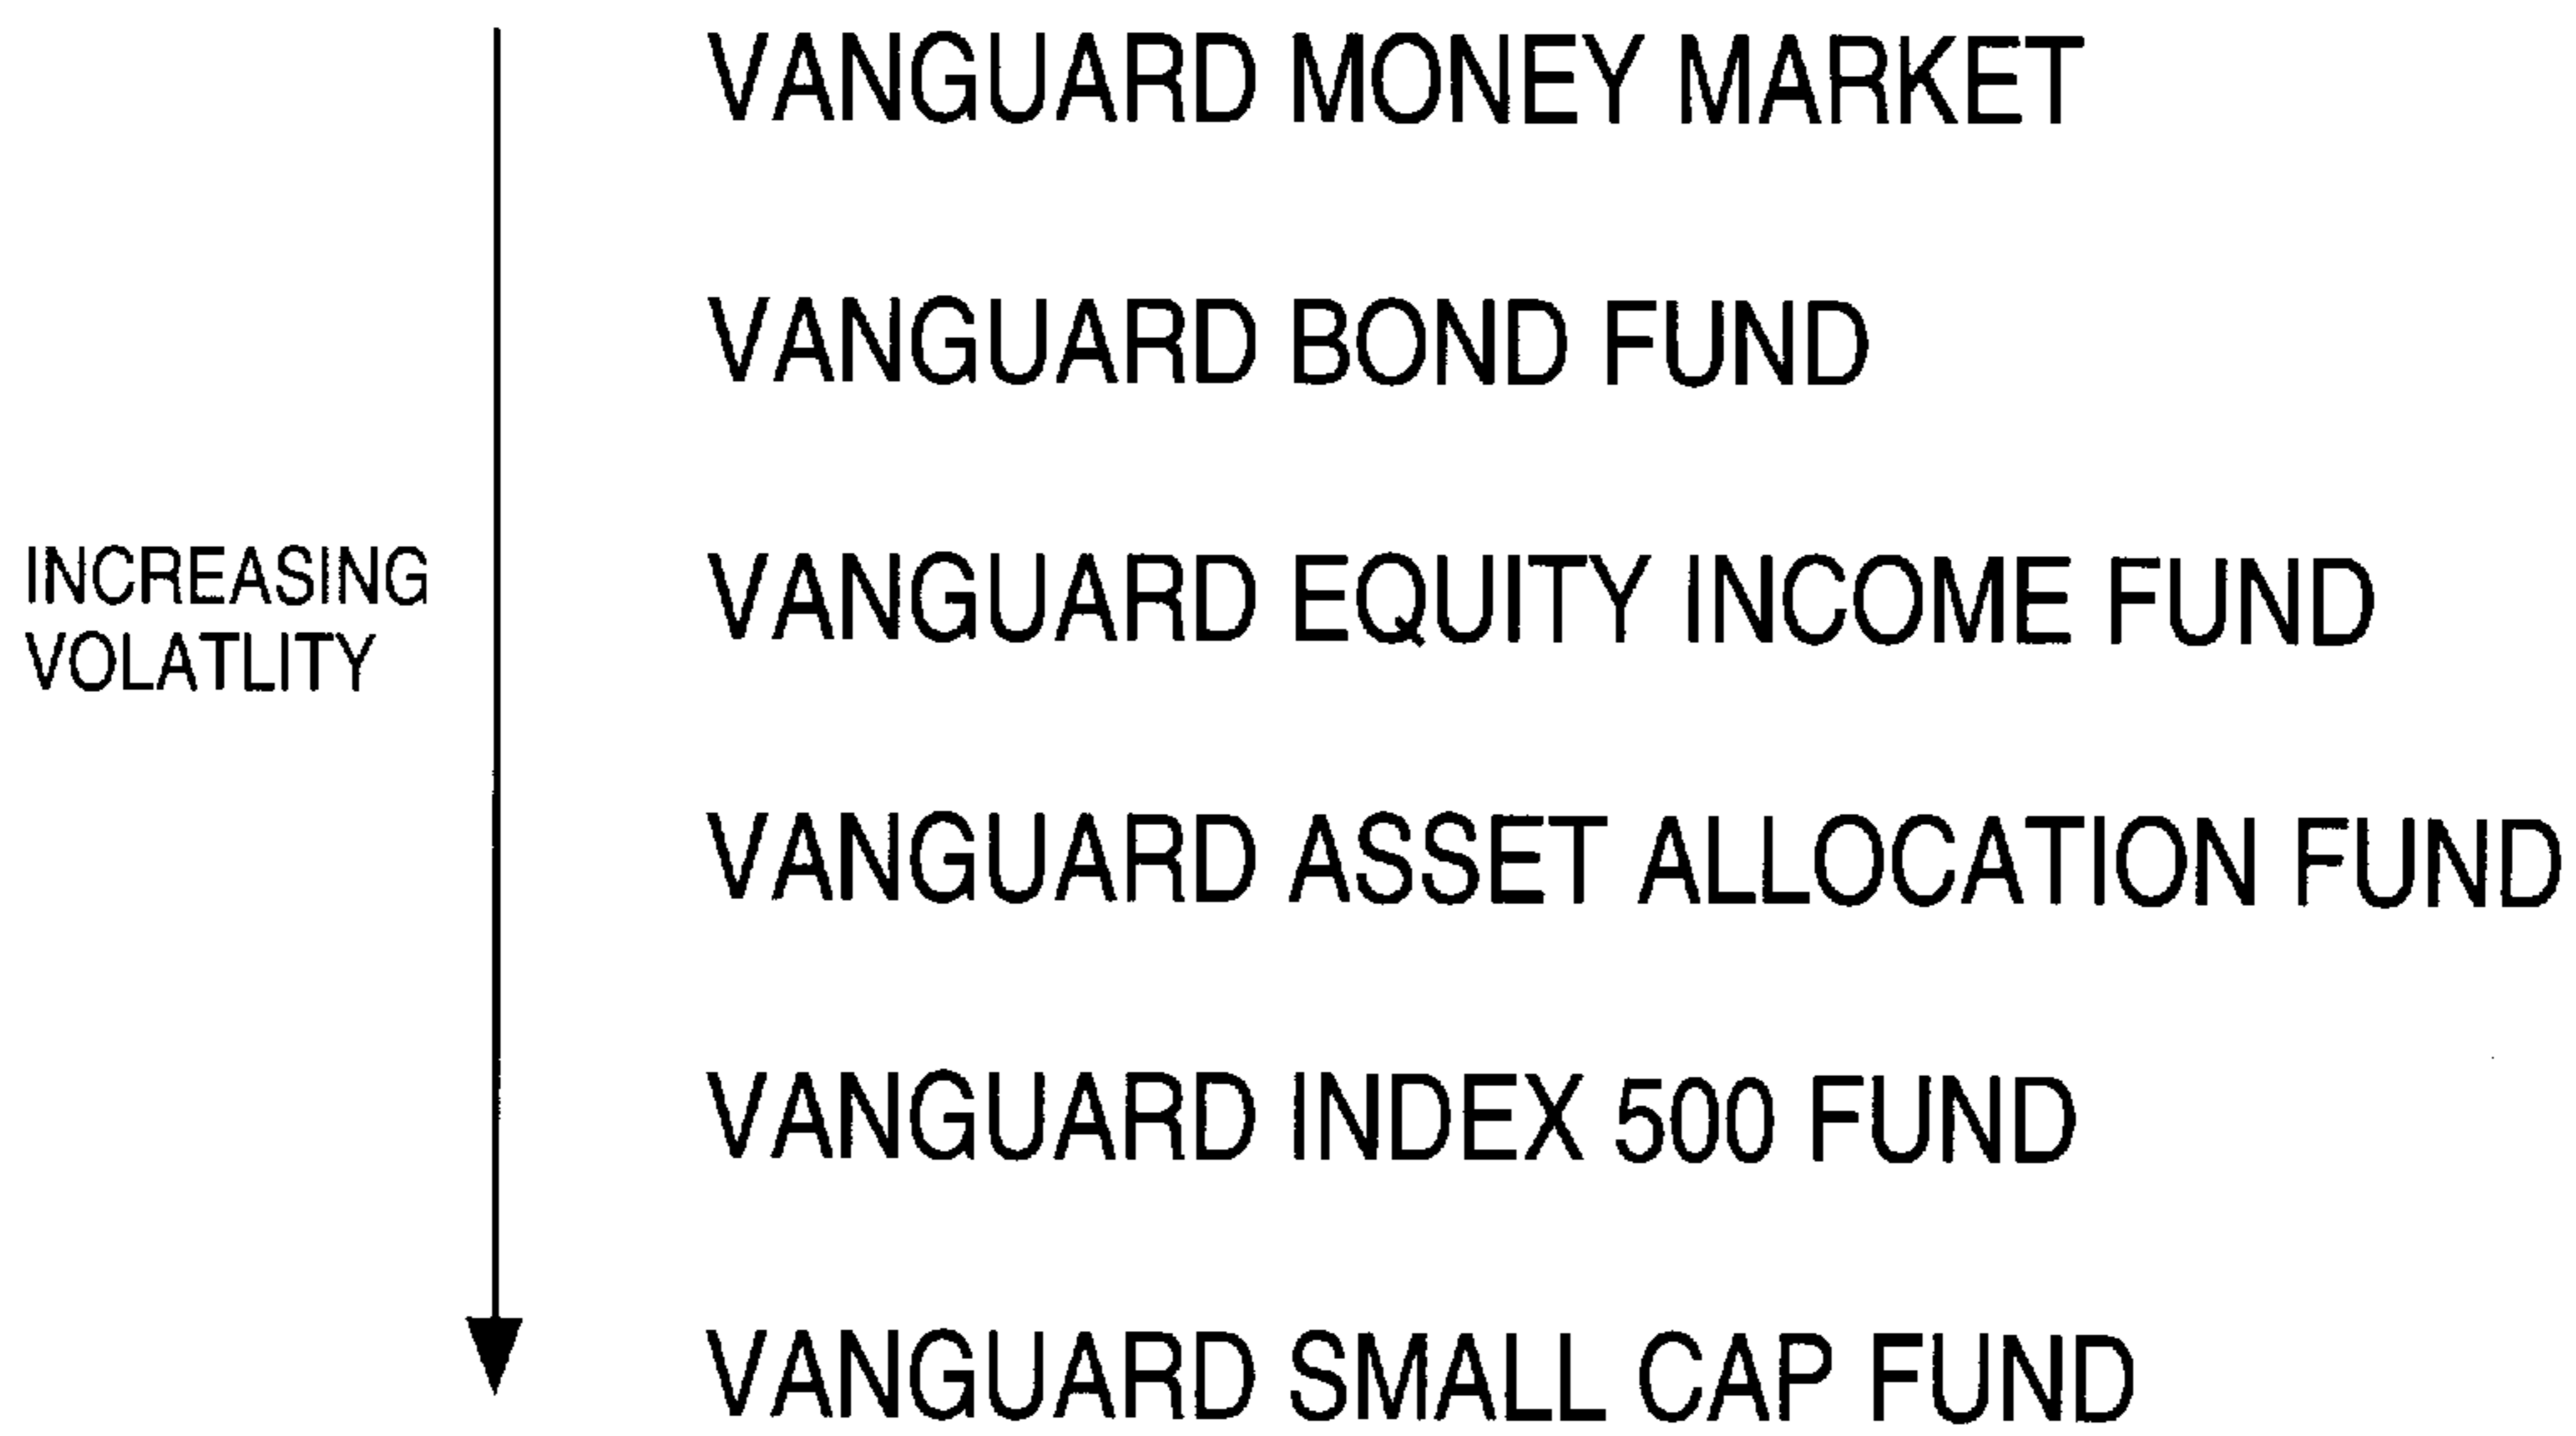 VANGUARD MONEY MARKET
VANGUARD BOND FUND
INCREASING
VOLATLITY
VANGUARD EQUITY INCOME FUND
VANGUARD ASSET ALLOCATION FUND
VANGUARD INDEX 500 FUND
VANGUARD SMALL CAP FUND